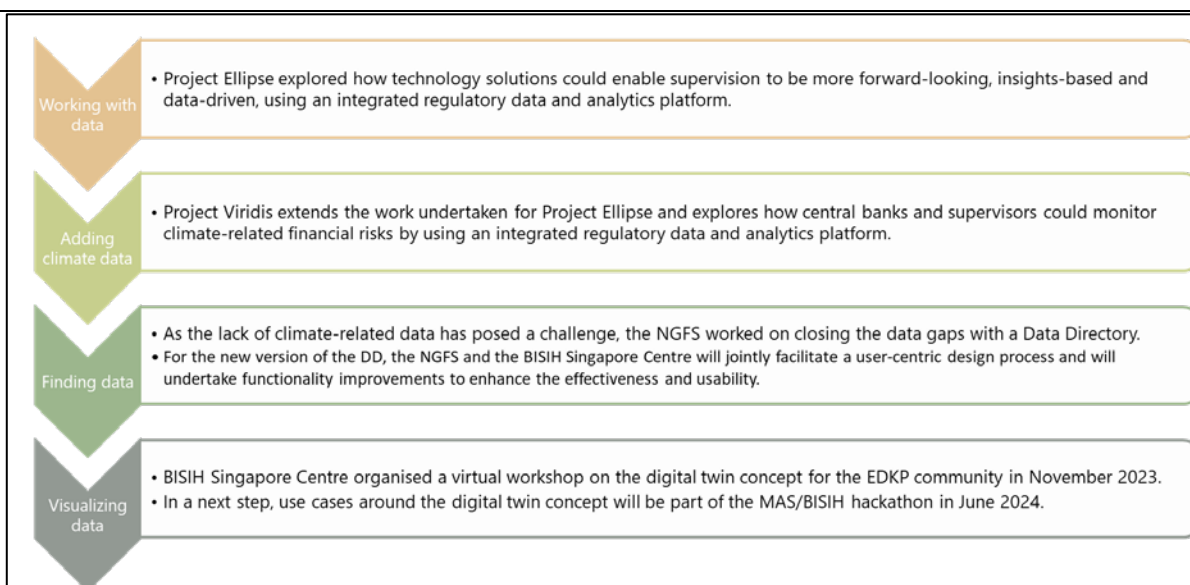 Working with
data
• Project Ellipse explored how technology solutions could enable supervision to be more forward-looking, insights-based and
data-driven, using an integrated regulatory data and analytics platform.
Adding
climate data
• Project Viridis extends the work undertaken for Project Ellipse and explores how central banks and supervisors could monitor
climate-related financial risks by using an integrated regulatory data and analytics platform.
Finding data
• As the lack of climate-related data has posed a challenge, the NGFS worked on closing the data gaps with a Data Directory.
• For the new version of the DD, the NGFS and the BISIH Singapore Centre will jointly facilitate a user-centric design process and will
undertake functionality improvements to enhance the effectiveness and usability.
Visualizing
data
• BISIH Singapore Centre organised a virtual workshop on the digital twin concept for the EDKP community in November 2023.
• In a next step, use cases around the digital twin concept will be part of the MAS/BISIH hackathon in June 2024.